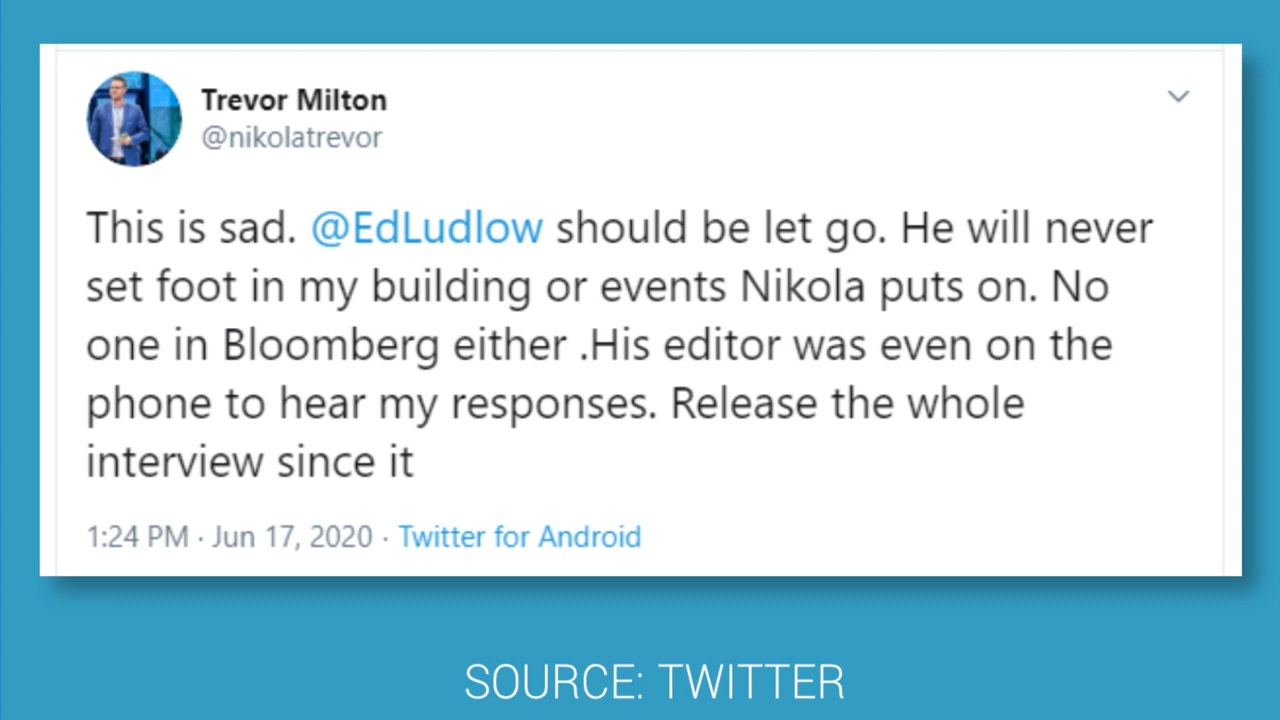 Trevor Milton
@nikolatrevor
This is sad. @EdLudlow should be let go. He will never
set foot in my building or events Nikola puts on. No
one in Bloomberg either .His editor was even on the
phone to hear my responses. Release the whole
interview since it
1:24 PM · Jun 17, 2020 · Twitter for Android
SOURCE: TWITTER